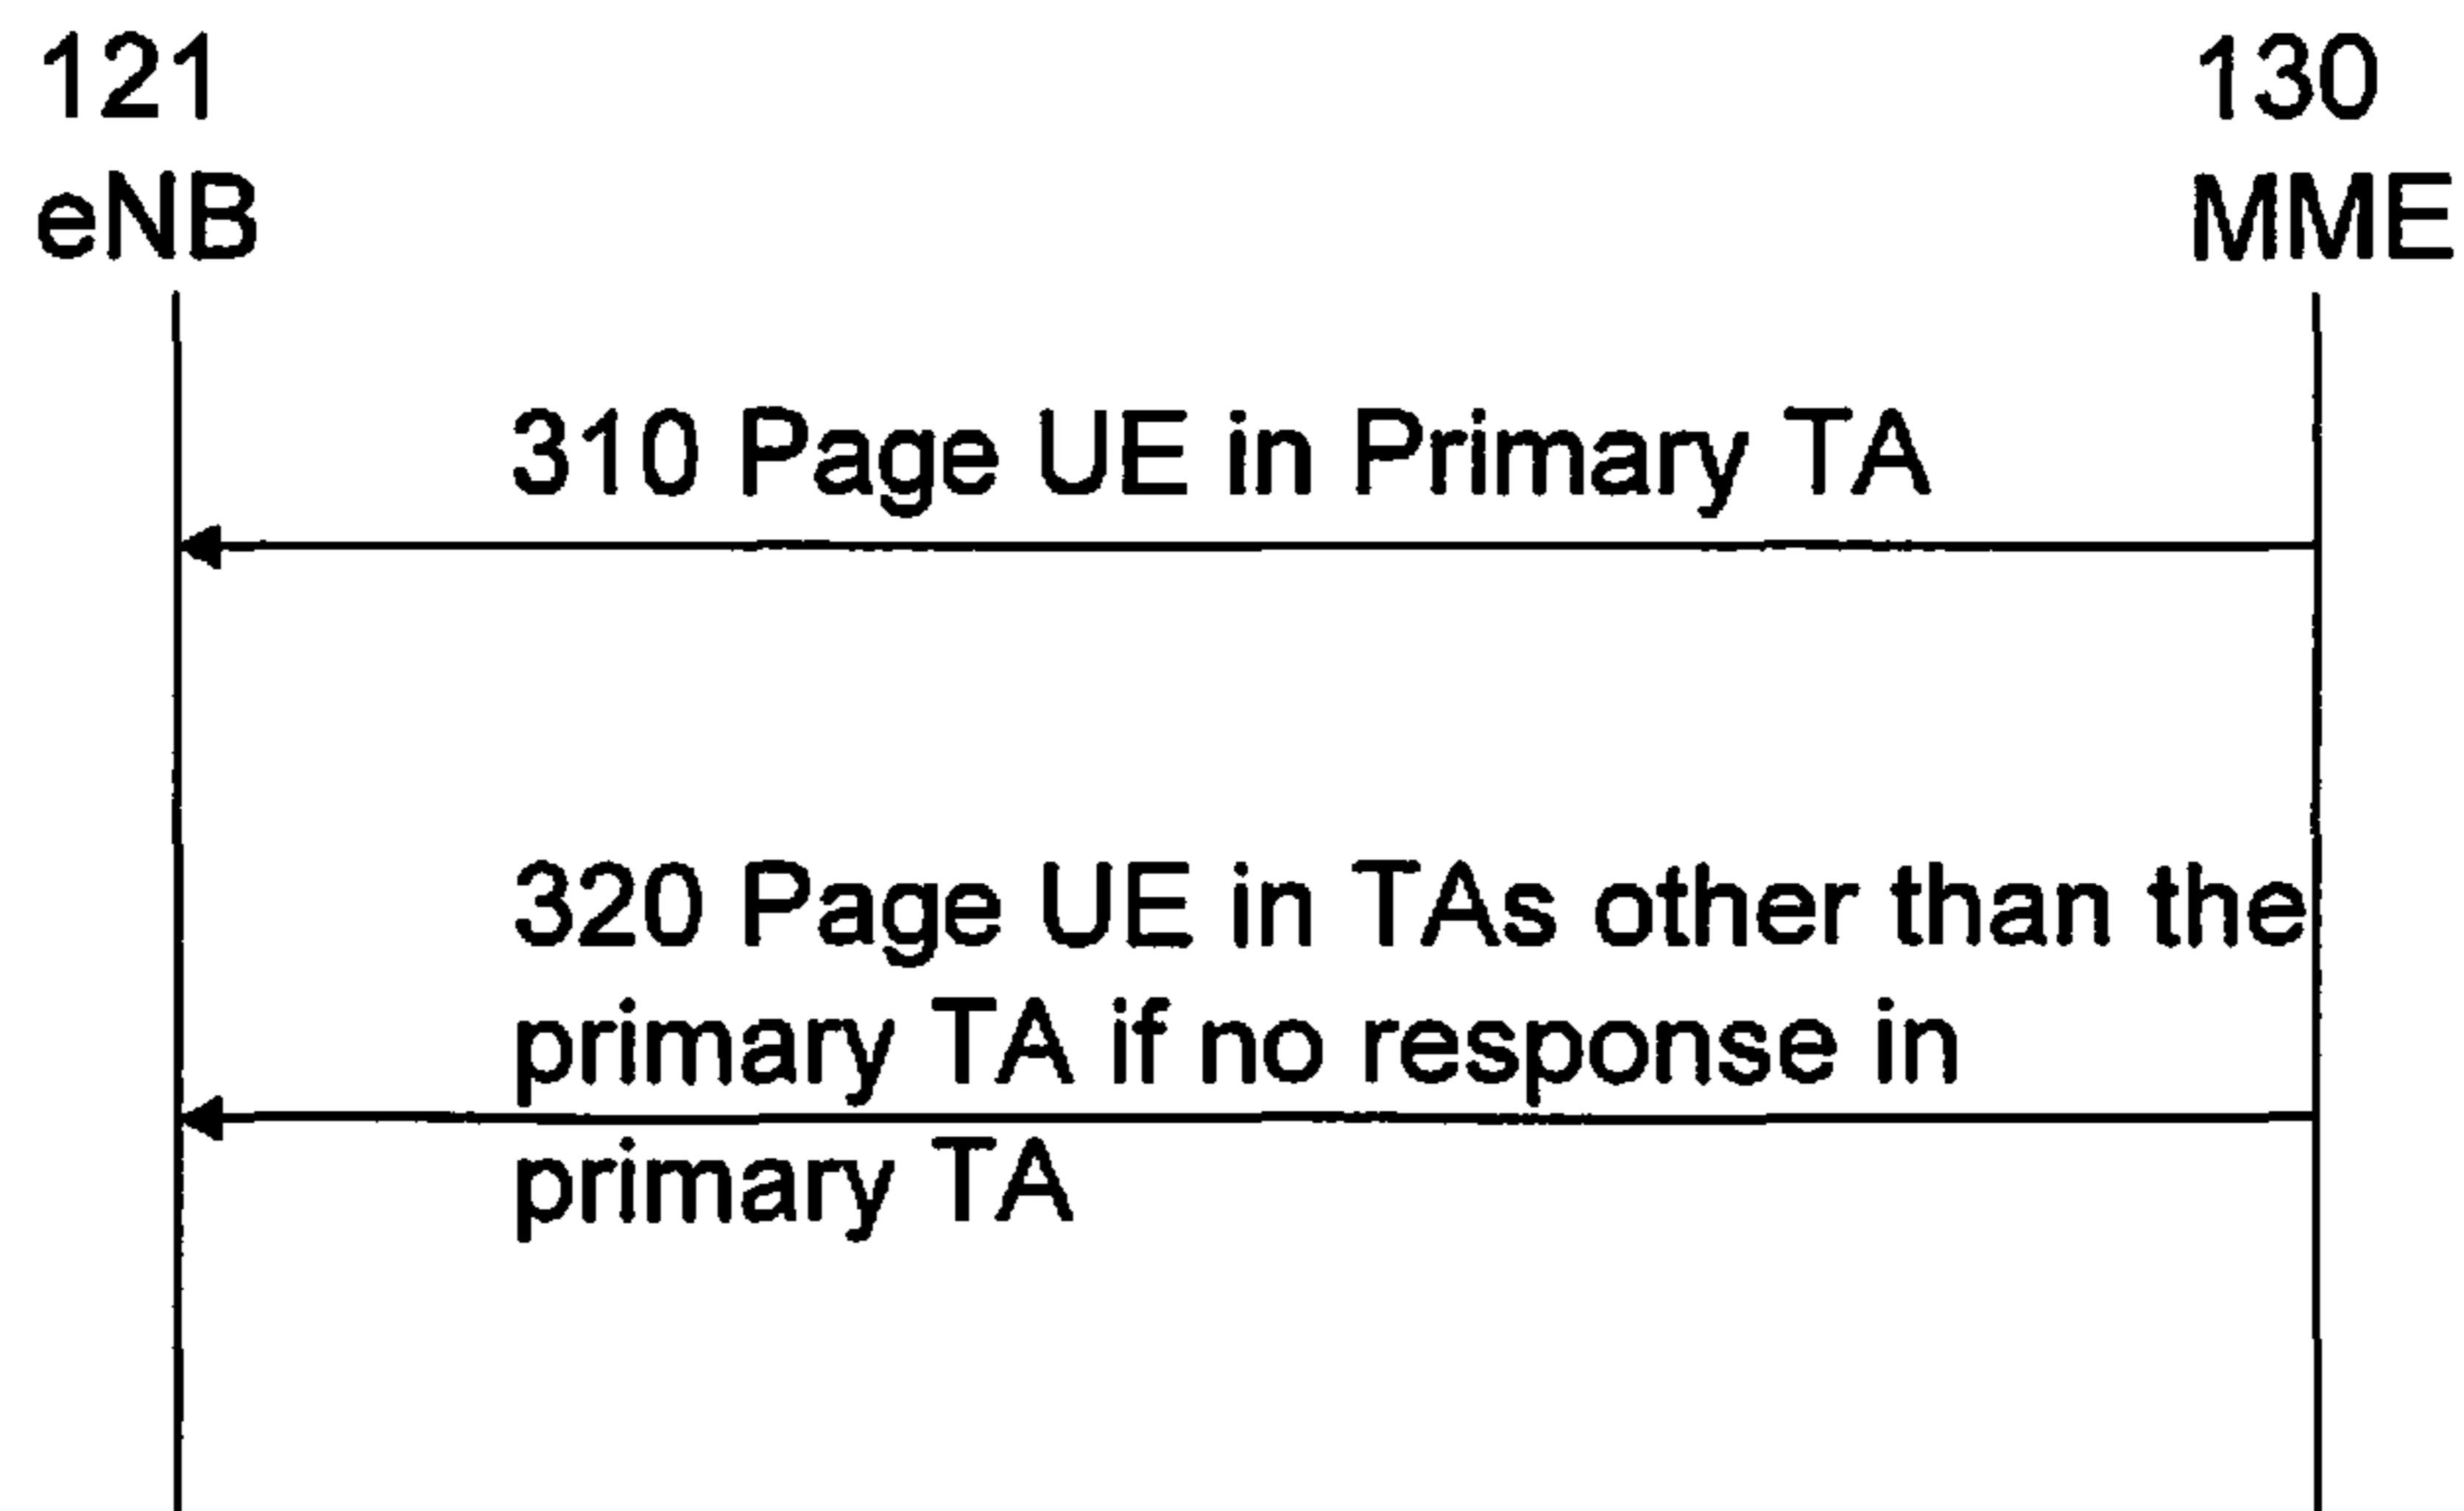 121
eNB
130
MME
310 Page UE in Primary TA
320 Page UE in TAs other than the
primary TA if no response in
primary TA